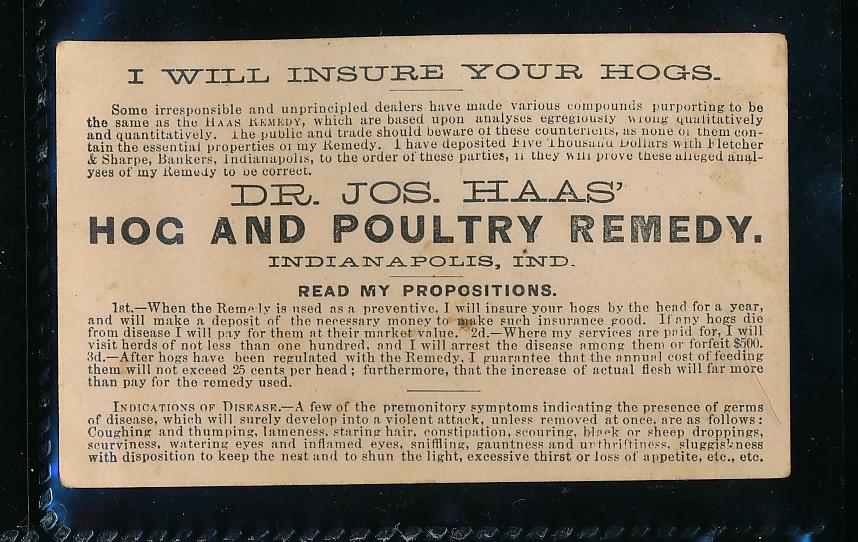 I WILL INSURE YOUR HOGS.
Some irresponsible and unprincipled dealers have made various compounds purporting to be
the same as the HAAS REMEDY, which are based upon analyses egregiously wrong qualitatively
and quantitatively. The public and trade should beware of these counterfeits, as none of them con-
tain the essential properties of my Remedy. I have deposited Five Thousand Dollars with Fletcher
& Sharpe, Bankers, Indianapolis, to the order of these parties, if they will prove these alleged anal-
yses of my Remedy to be correct.
DR. JOS. HAAS'
HOG AND POULTRY REMEDY.
INDIANAPOLIS, IND.
READ MY PROPOSITIONS.
1st.—When the Remedy is used as a preventive, I will insure your hogs by the head for a year,
and will make a deposit of the necessary money to make such insurance good. If any hogs die
from disease I will pay for them at their market value. 2d.—Where my services are paid for, I will
visit herds of not less than one hundred, and I will arrest the disease among them or forfeit $500.
3d.—After hogs have been regulated with the Remedy, I guarantee that the annual cost of feeding
them will not exceed 25 cents per head; furthermore, that the increase of actual flesh will far more
than pay for the remedy used.
INDICATIONS OF DISEASE.—A few of the premonitory symptoms indicating the presence of germs
of disease, which will surely develop into a violent attack, unless removed at once, are as follows:
Coughing and thumping, lameness, staring hair, constipation, scouring, black or sheep droppings,
scurviness, watering eyes and inflamed eyes, sniffling, gauntness and unthriftiness, sluggishness
with disposition to keep the nest and to shun the light, excessive thirst or loss of appetite, etc., etc.